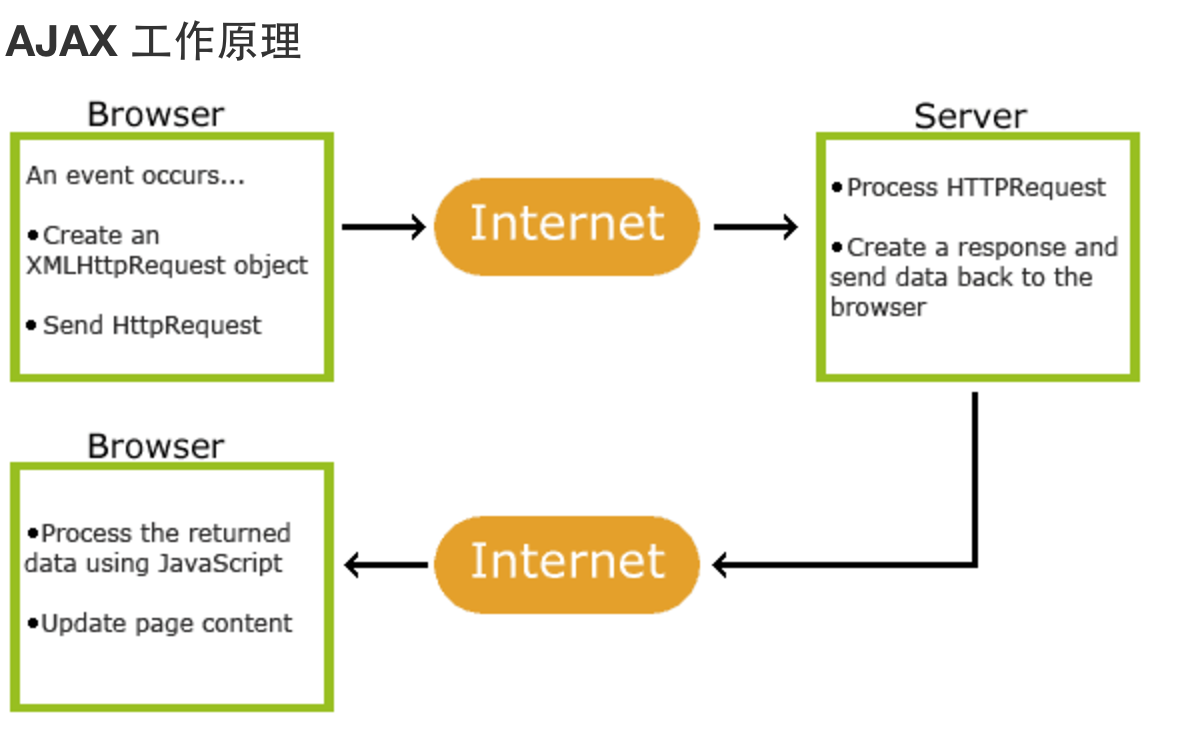 AJAX 工作原理
Browser
An event occurs...
•Create an
XMLHttpRequest object
• Send HttpRequest
Internet
Server
•Process HTTPRequest
•Create a response and
send data back to the
browser
Browser
•Process the returned
data using JavaScript
•Update page content
Internet